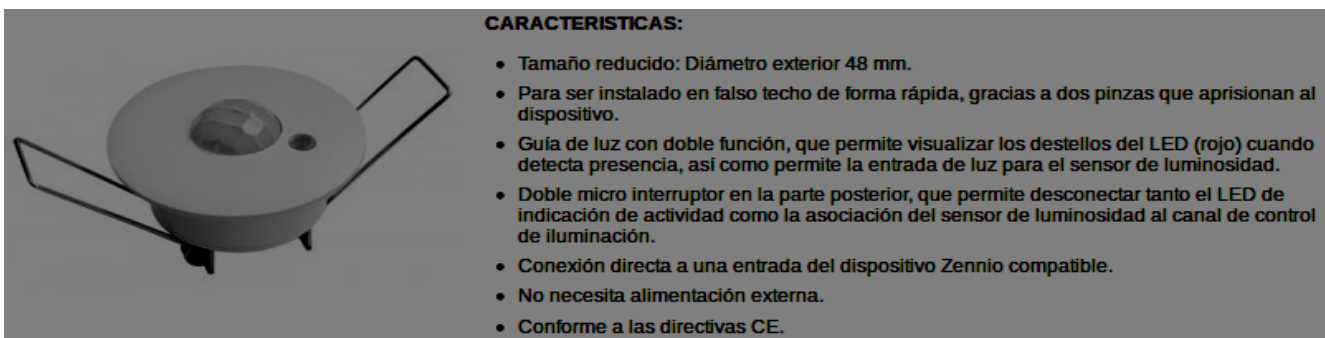 CARACTERISTICAS:
• Tamaño reducido: Diámetro exterior 48 mm.
• Para ser instalado en falso techo de forma rápida, gracias a dos pinzas que aprisionan al
dispositivo.
• Guía de luz con doble función, que permite visualizar los destellos del LED (rojo) cuando
detecta presencia, así como permite la entrada de luz para el sensor de luminosidad.
• Doble micro interruptor en la parte posterior, que permite desconectar tanto el LED de
indicación de actividad como la asociación del sensor de luminosidad al canal de control
de iluminación.
• Conexión directa a una entrada del dispositivo Zennio compatible.
• No necesita alimentación externa.
• Conforme a las directivas CE.